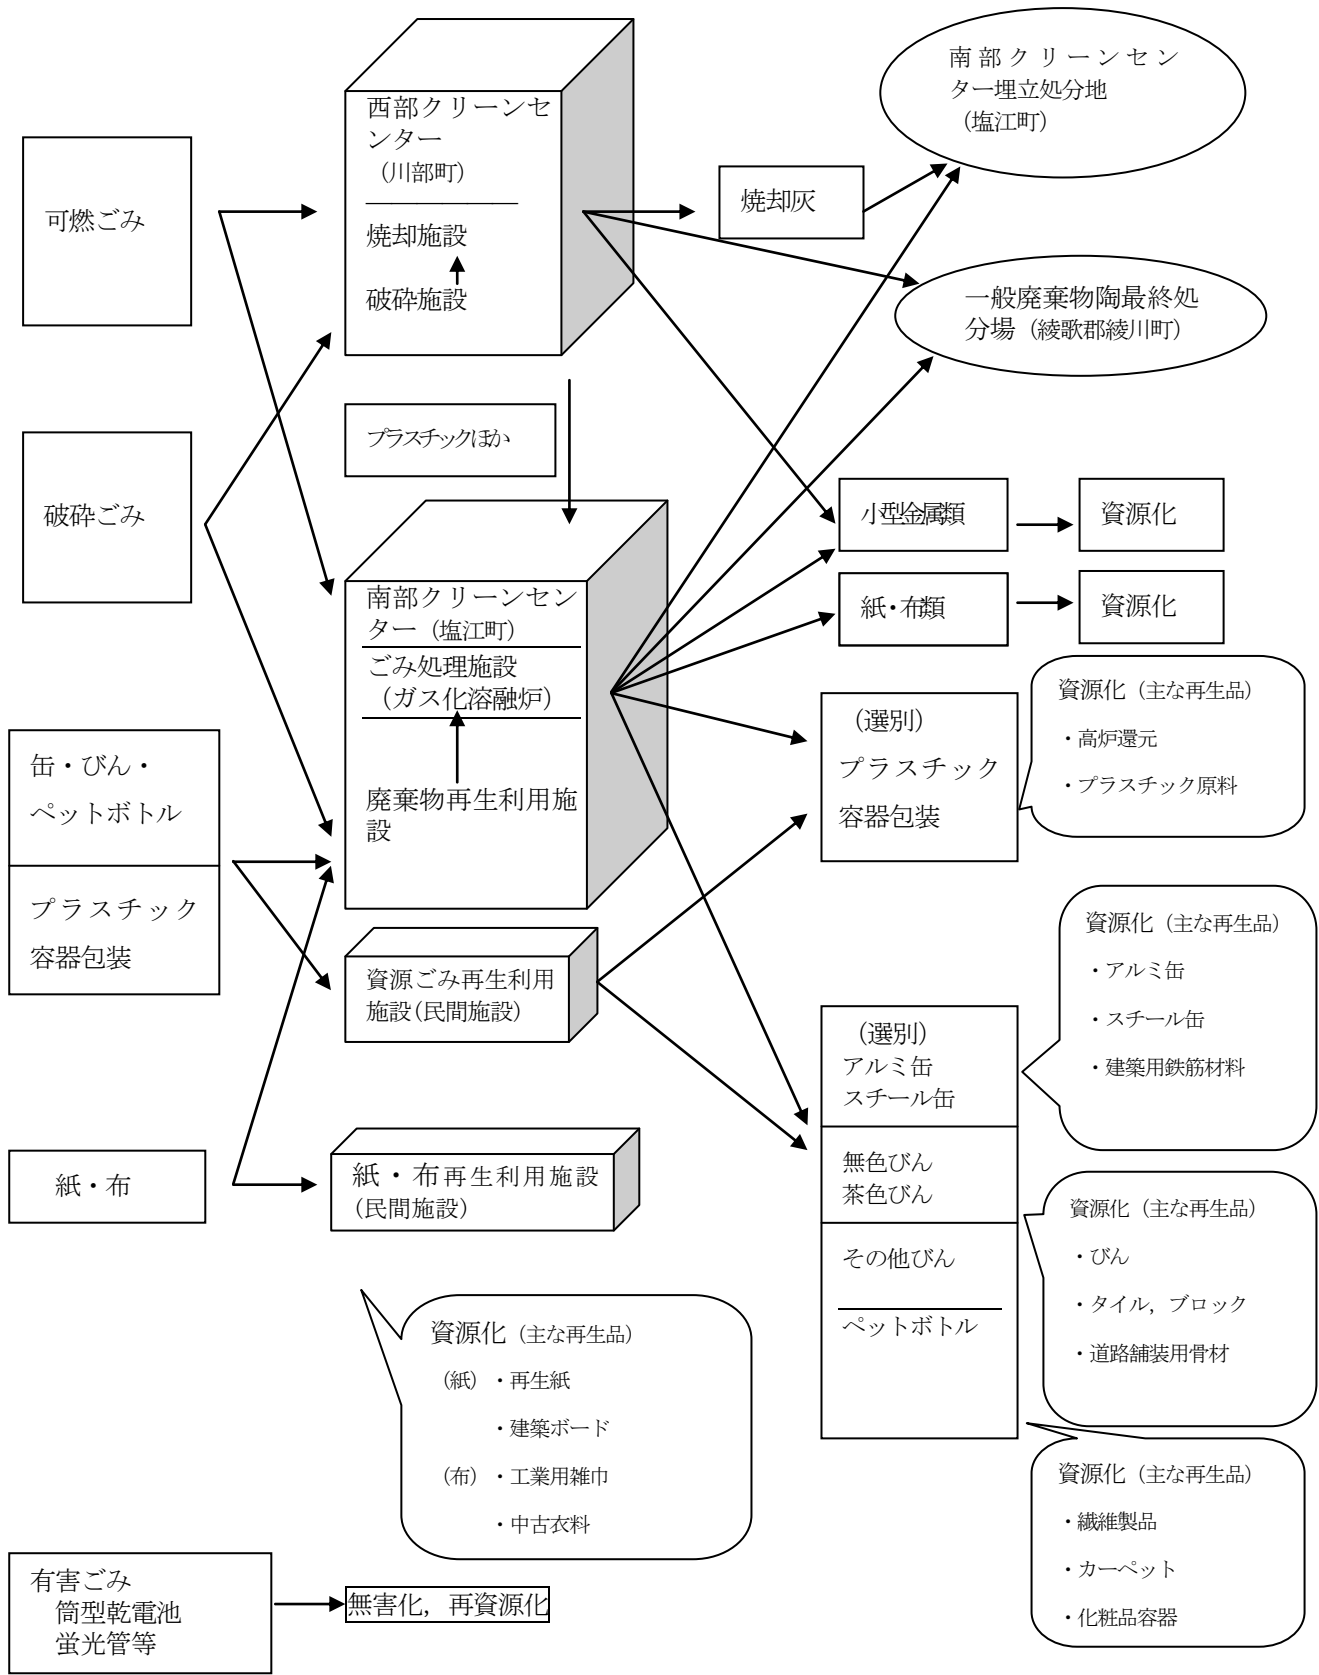 可燃ごみ
破砕ごみ
缶・びん・
ペットボトル
プラスチック
容器包装
紙・布
有害ごみ
筒型乾電池
蛍光管等
西部クリーンセ
ンター
（川部町）
焼却施設
破砕施設
プラスチックほか
南部クリーンセン
ター（塩江町）
ごみ処理施設
（ガス化溶融炉）
廃棄物再生利用施
設
資源ごみ再生利用
施設(民間施設)
紙・布再生利用施設
(民間施設)
資源化（主な再生品）
（紙）・再生紙
・建築ボード
（布）・工業用雑巾
・中古衣料
無害化，再資源化
焼却灰
南部クリーンセン
ター埋立処分地
（塩江町）
一般廃棄物陶最終処
分場（綾歌郡綾川町）
小型金属類
資源化
紙・布類
資源化
（選別）
プラスチック
容器包装
資源化（主な再生品）
・高炉還元
・プラスチック原料
（選別）
アルミ缶
スチール缶
無色びん
茶色びん
その他びん
ペットボトル
資源化（主な再生品）
・アルミ缶
・スチール缶
・建築用鉄筋材料
資源化（主な再生品）
・びん
・タイル，ブロック
・道路舗装用骨材
資源化（主な再生品）
・繊維製品
・カーペット
・化粧品容器